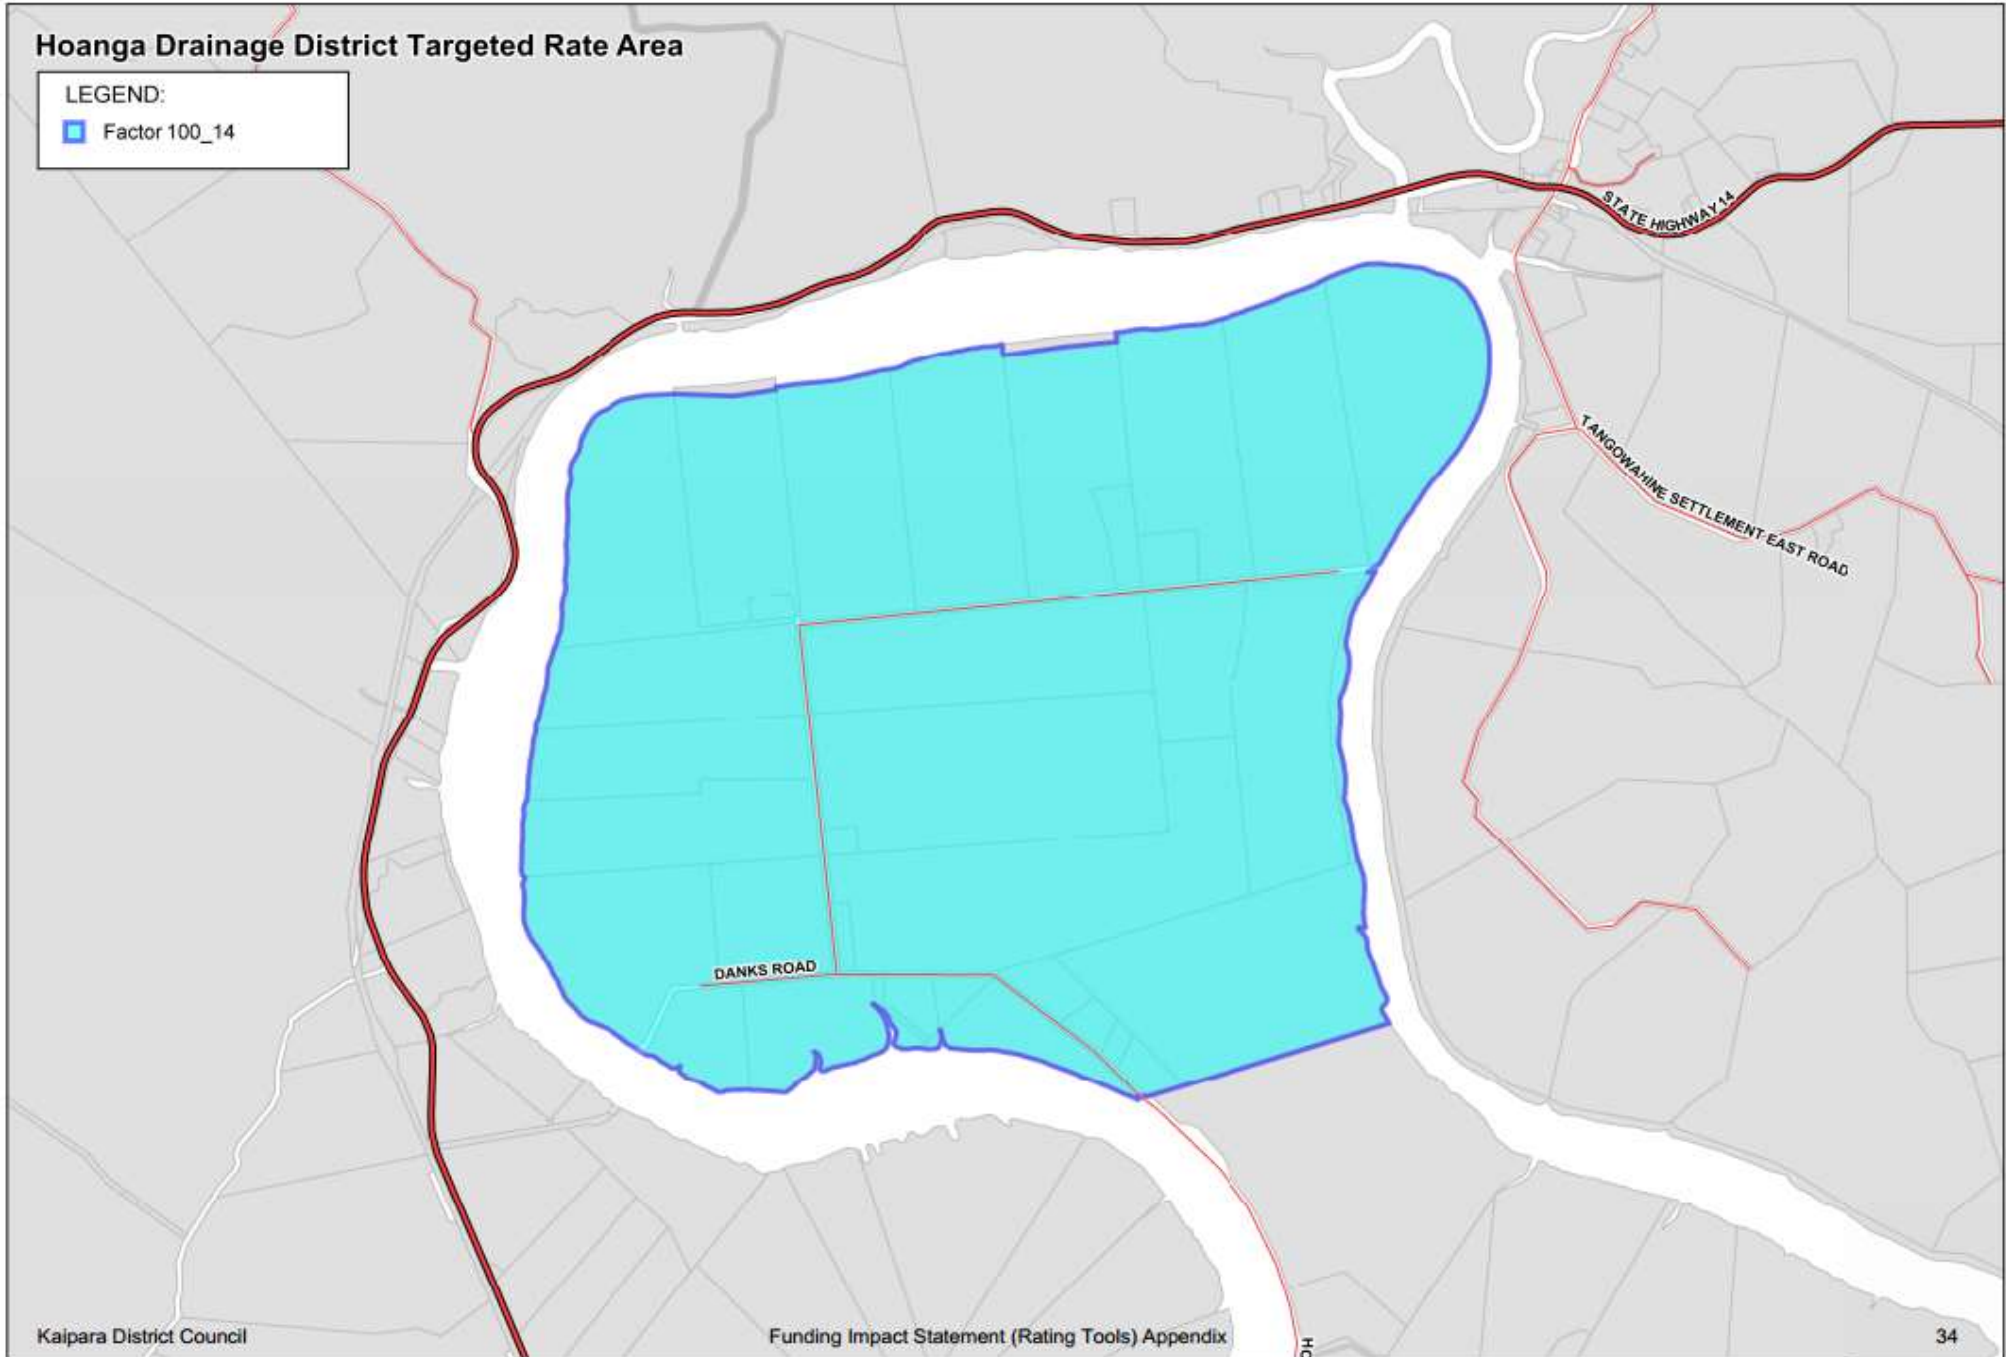 Hoanga Drainage District Targeted Rate Area
LEGEND:
Factor 100_14
STATE HIGHWAY 14
TANGOWAHINE SETTLEMENT EAST ROAD
DANKS ROAD
Kaipara District Council
Funding Impact Statement (Rating Tools) Appendix
34